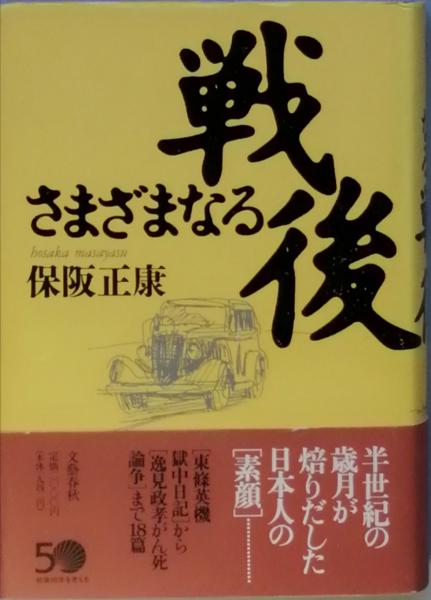 戦後
さまざまなる
hosaka masayasu
保阪正康
半世紀の
歳月が
焙りだした
日本人の
[素顔]…………
[東條英機
獄中日記]から
[逸見政孝がん死
論争]まで18篇
文藝春秋
50